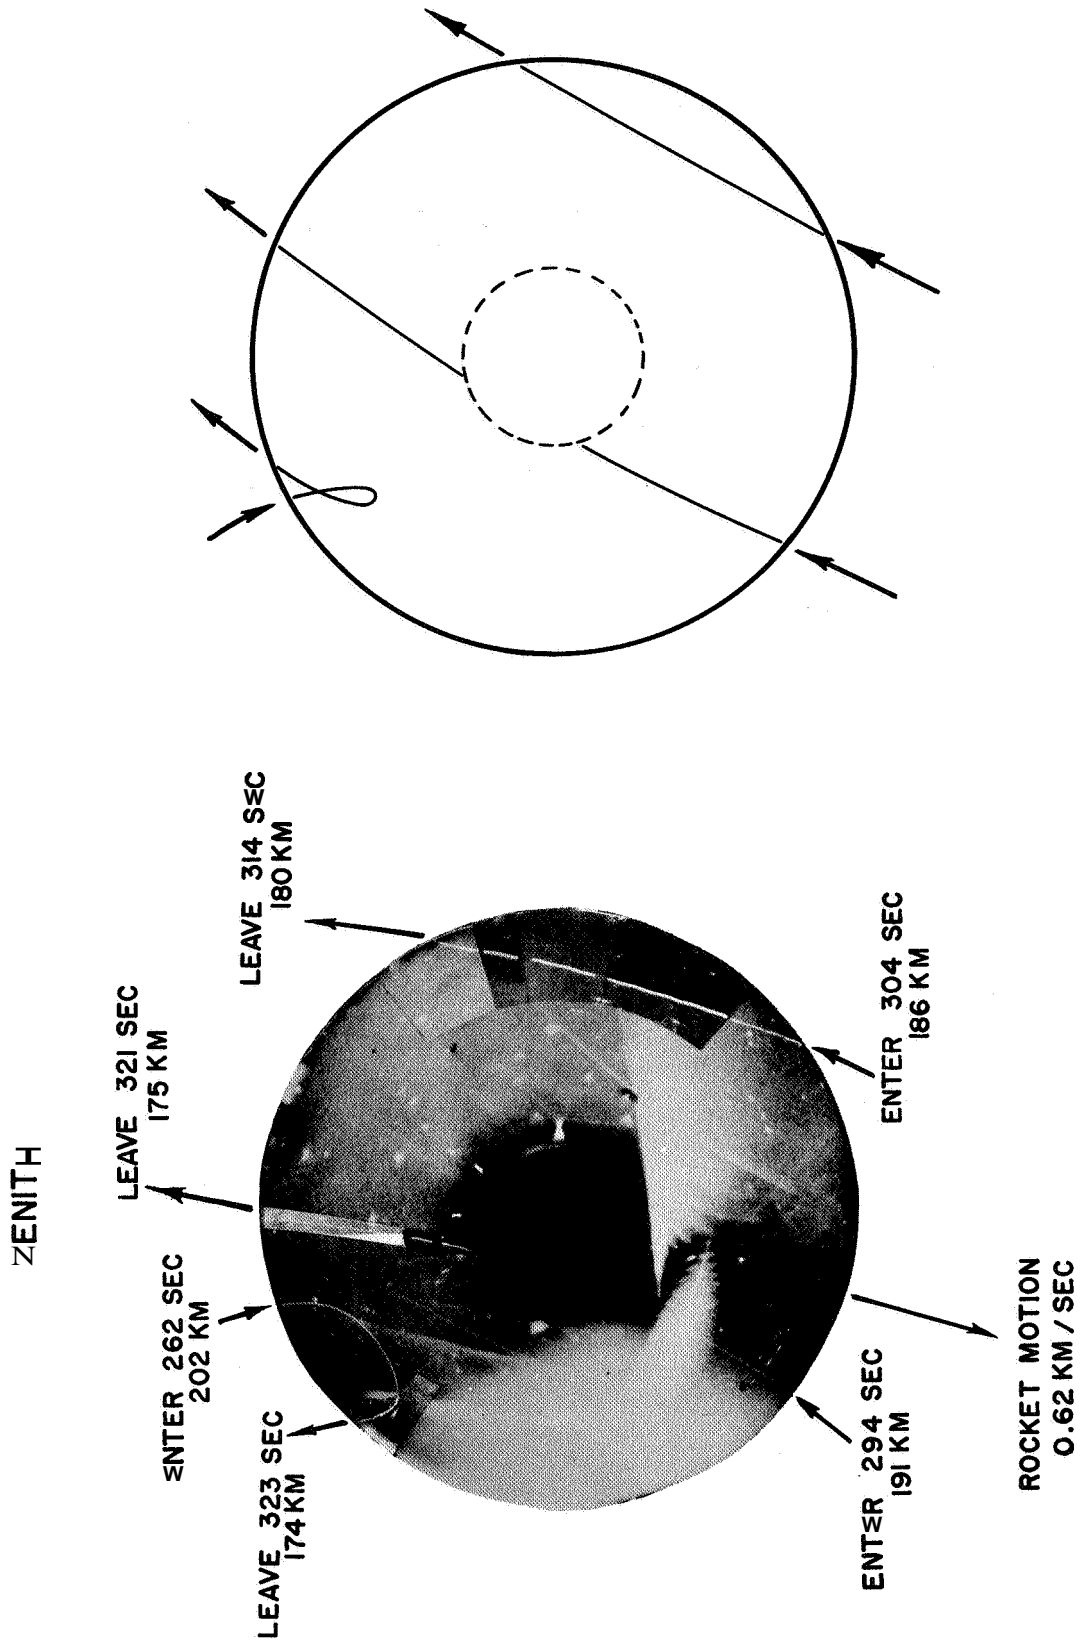 ZENITH
LEAVE 323 SEC
174 KM
ENTER 262 SEC
202 KM
LEAVE 321 SEC
175 KM
LEAVE 314 SEC
180 KM
ENTER 294 SEC
191 KM
ENTER 304 SEC
186 KM
ROCKET MOTION
0.62 KM/SEC